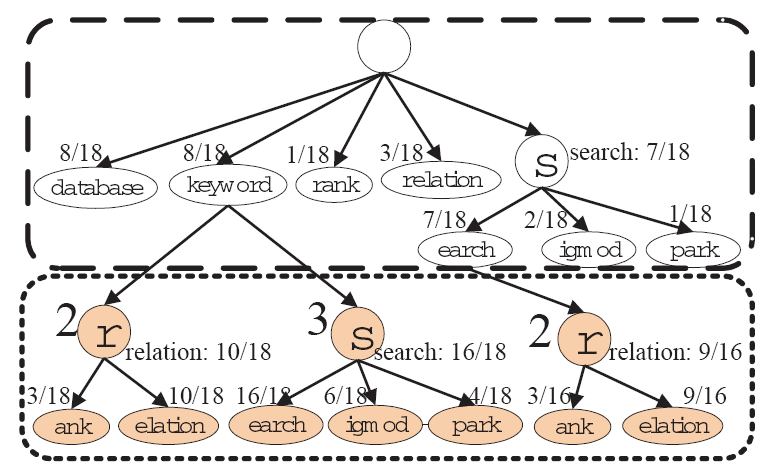 8/18 8/18 1/18 3/18 s search: 7/18
database keyword rank relation
7/18 2/18 1/18
earch igmod park
2 r relation: 10/18 3 s search: 16/18 2 r relation: 9/16
3/18 10/18 16/18 6/18 4/18 3/16 9/16
ank elation earch igmod park ank elation